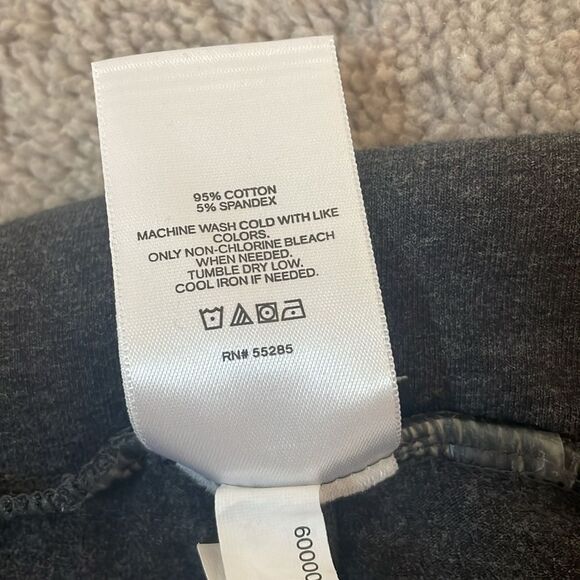 95% COTTON
5% SPANDEX
MACHINE WASH COLD WITH LIKE
COLORS.
ONLY NON-CHLORINE BLEACH
WHEN NEEDED.
TUMBLE DRY LOW.
COOL IRON IF NEEDED.
RN# 55285